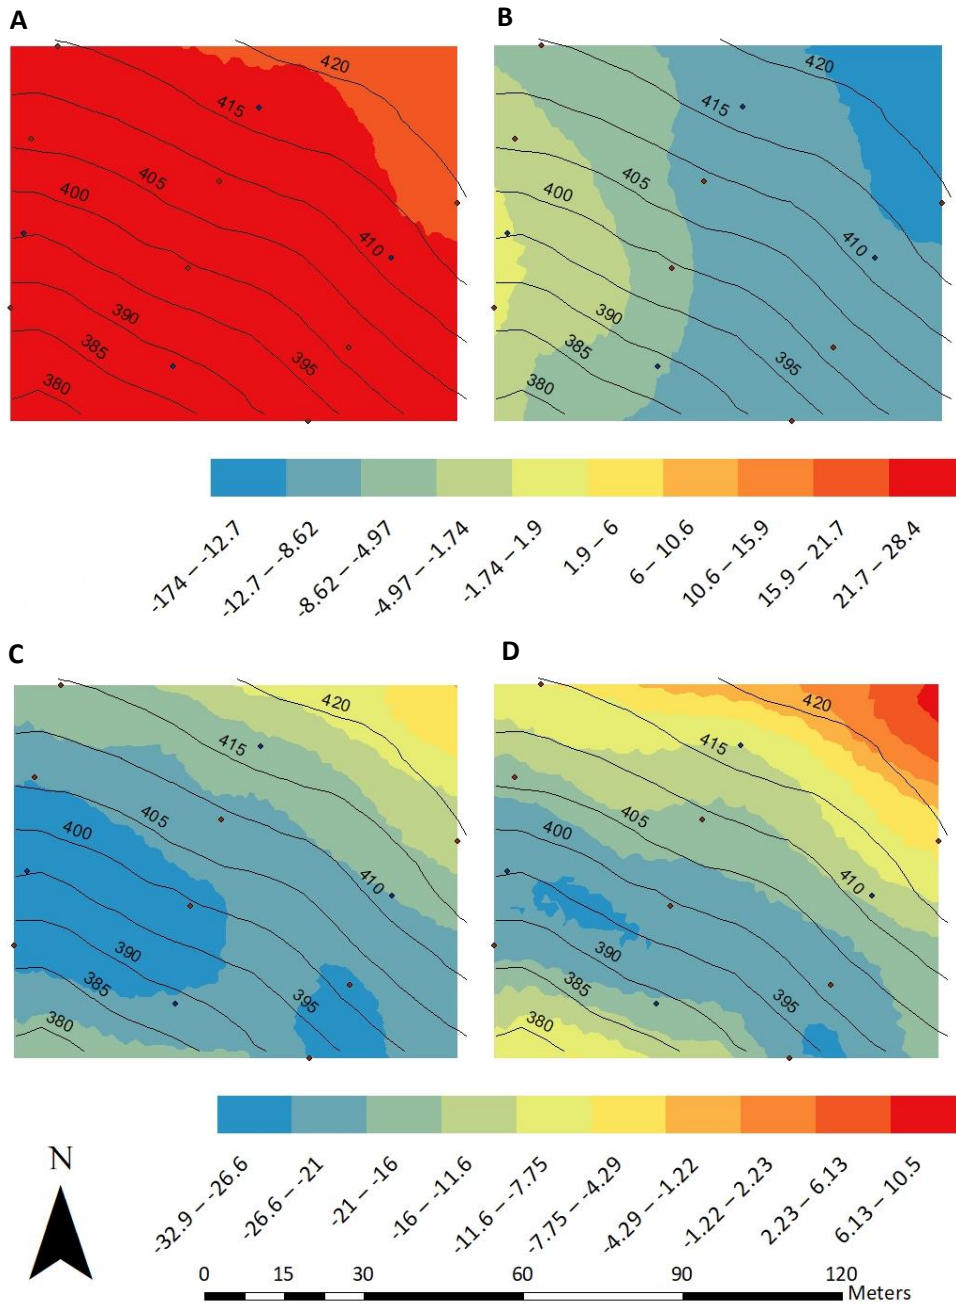 A
B
420
415
405
400
410
390
385
395
380
420
415
405
400
410
390
385
395
380
-174 – -12.7
-12.7 – -8.62
-8.62 – -4.97
-4.97 – -1.74
-1.74 – 1.9
1.9 – 6
6 – 10.6
10.6 – 15.9
15.9 – 21.7
21.7 – 28.4
C
D
420
415
405
400
410
390
385
395
380
420
415
405
400
410
390
385
395
380
-32.9 – -26.6
-26.6 – -21
-21 – -16
-16 – -11.6
-11.6 – -7.75
-7.75 – -4.29
-4.29 – -1.22
-1.22 – 2.23
2.23 – 6.13
6.13 – 10.5
N
0 15 30 60 90 120
Meters